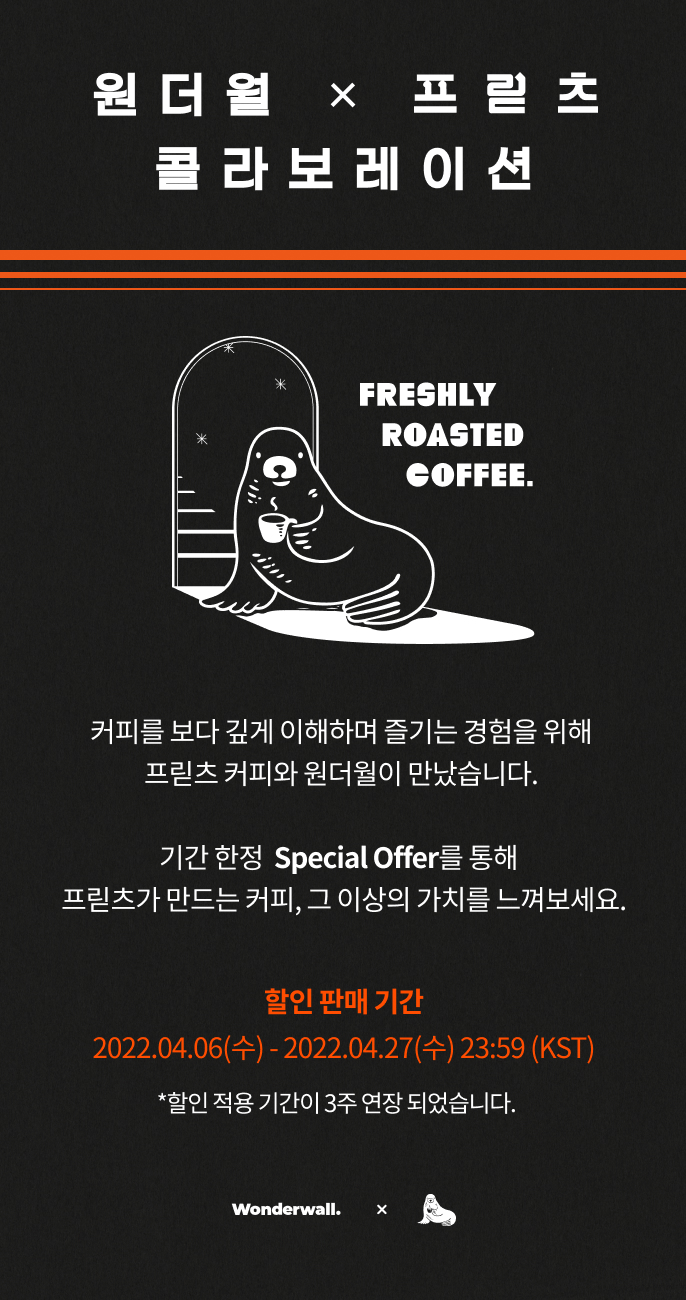 원더월 × 프릳츠
콜라보레이션
FRESHLY
ROASTED
COFFEE.
커피를 보다 깊게 이해하며 즐기는 경험을 위해
프릳츠 커피와 원더월이 만났습니다.
기간 한정 Special Offer를 통해
프릳츠가 만드는 커피, 그 이상의 가치를 느껴보세요.
할인 판매 기간
2022.04.06(수) - 2022.04.27(수) 23:59 (KST)
*할인 적용 기간이 3주 연장 되었습니다.
Wonderwall. ×